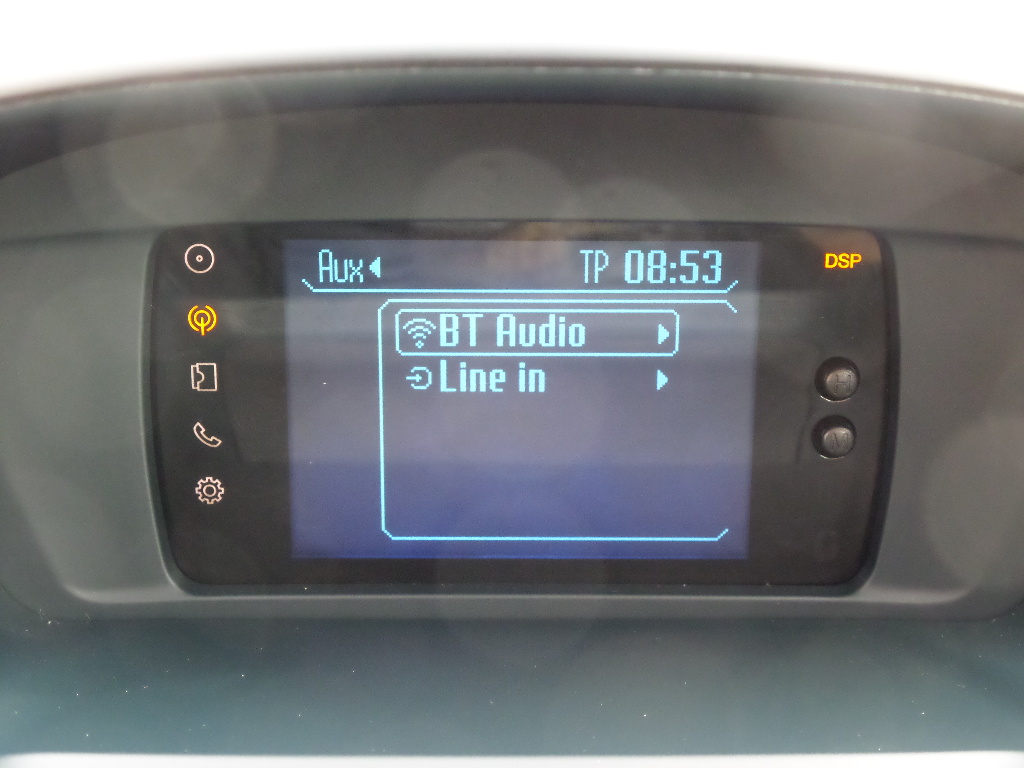 Aux TP 08:53 DSP
BT Audio
Line in
H
M